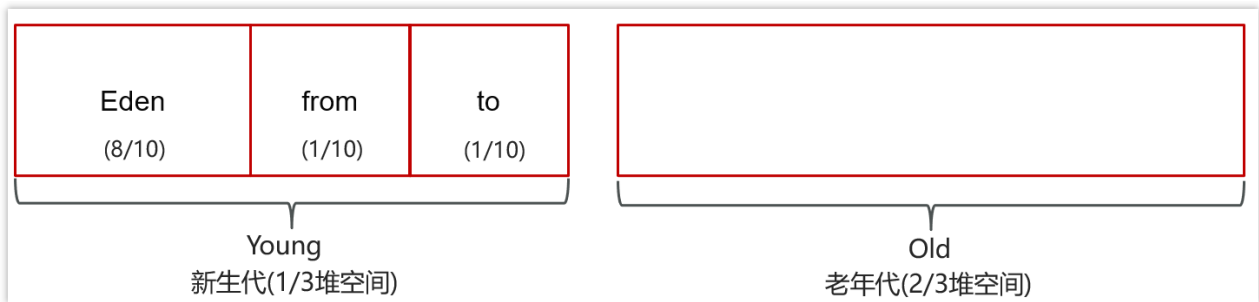 Eden
from
to
(8/10)
(1/10)
(1/10)
Young
新生代(1/3堆空间)
Old
老年代(2/3堆空间)